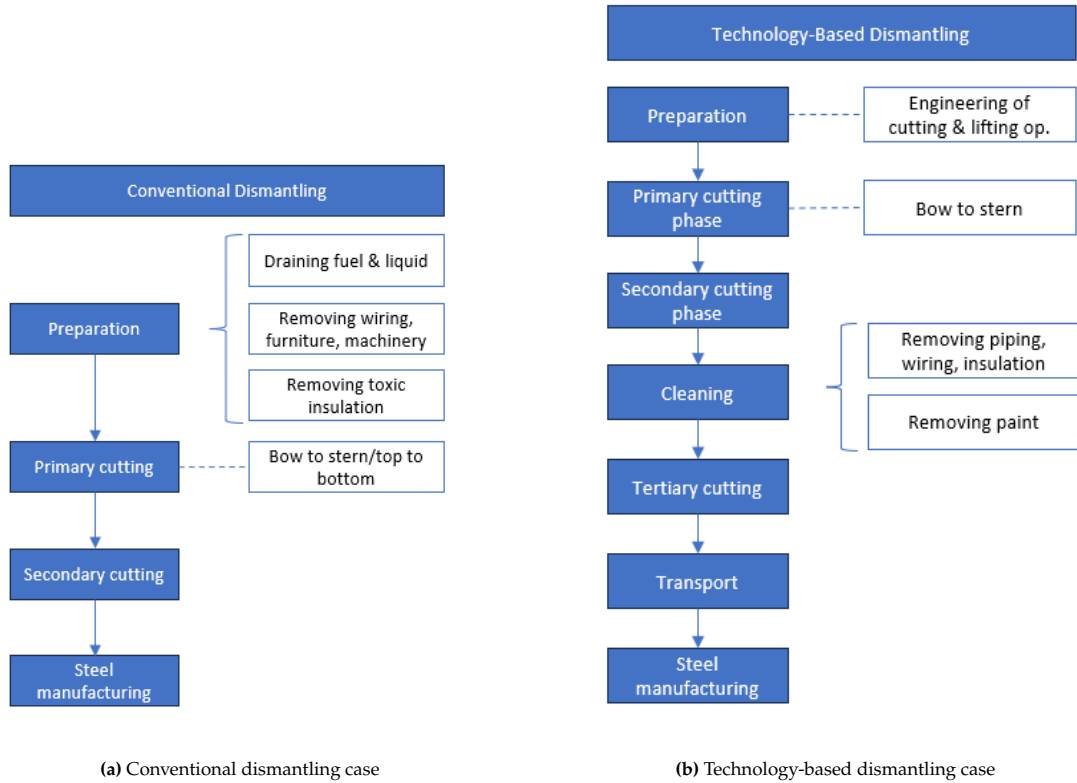 Conventional Dismantling
Preparation
Draining fuel & liquid
Removing wiring,
furniture, machinery
Removing toxic
insulation
Primary cutting
Bow to stern/top to
bottom
Secondary cutting
Steel
manufacturing
(a) Conventional dismantling case
Technology-Based Dismantling
Preparation
Engineering of
cutting & lifting op.
Primary cutting
phase
Bow to stern
Secondary cutting
phase
Cleaning
Removing piping,
wiring, insulation
Removing paint
Tertiary cutting
Transport
Steel
manufacturing
(b) Technology-based dismantling case